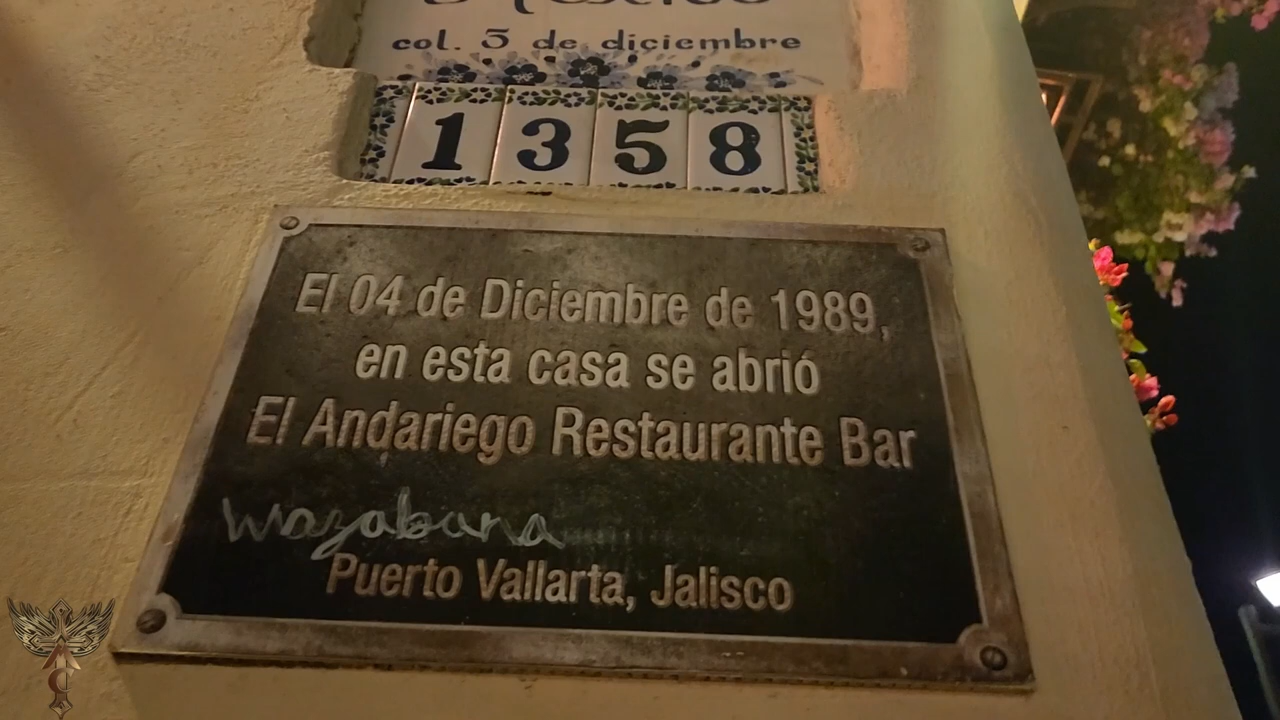 col. 5 de diciembre
1358
El 04 de Diciembre de 1989,
en esta casa se abrió
El Andariego Restaurante Bar
Puerto Vallarta, Jalisco